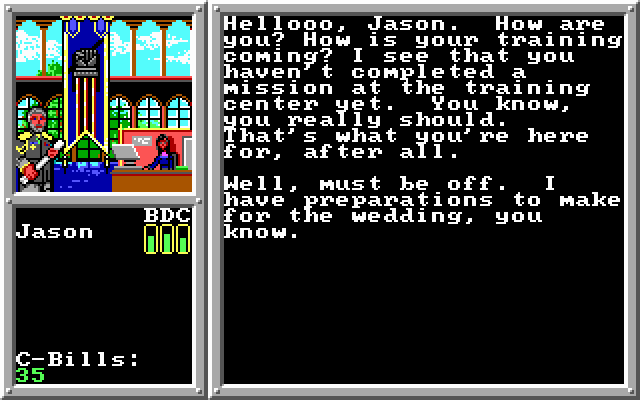 Hellooo, Jason.  How are
you? How is your training
coming? I see that you
haven't completed a
mission at the training
center yet.  You know,
you really should.
That's what you're here
for, after all.
Well, must be off.  I
have preparations to make
for the wedding, you
know.
BDC
Jason
C-Bills:
35